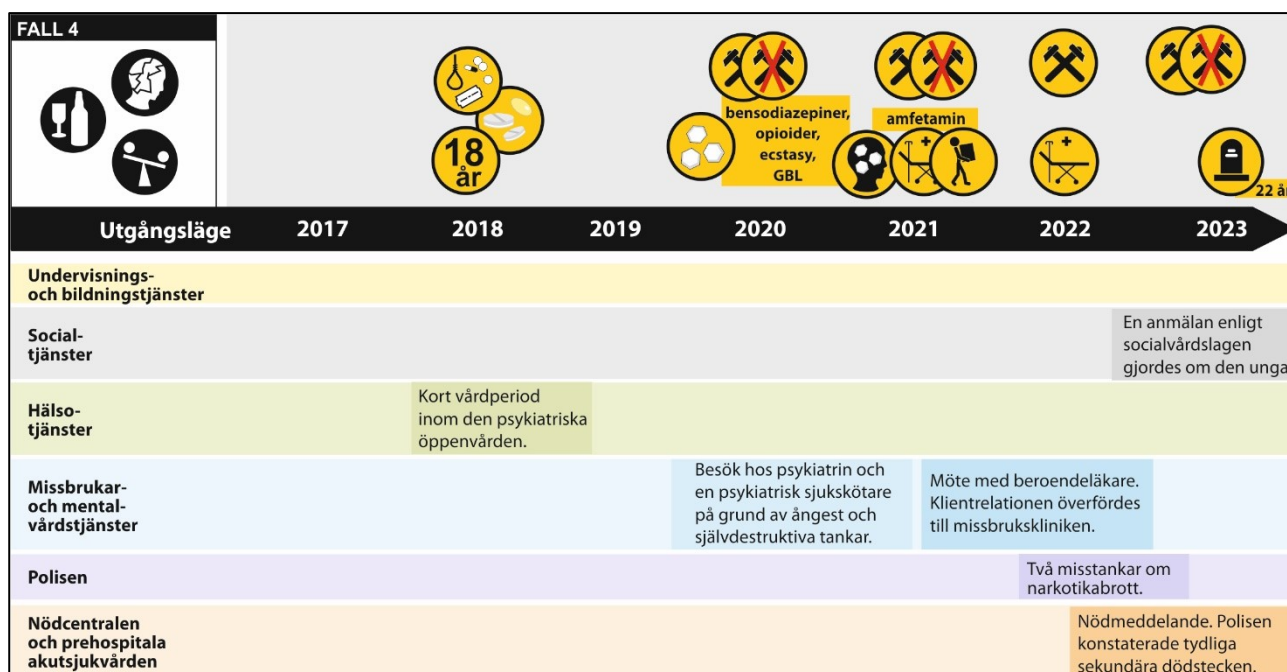 FALL 4
18
år
bensodiazepiner,
opioider,
ecstasy,
GBL
amfetamin
22 år
Utgångsläge 2017 2018 2019 2020 2021 2022 2023
Undervisnings-
och bildningstjänster
Social-
tjänster
En anmälan enligt
socialvårdslagen
gjordes om den unga
Hälso-
tjänster
Kort vårdperiod
inom den psykiatriska
öppenvården.
Missbrukar-
och mental-
vårdstjänster
Besök hos psykiatrin och
en psykiatrisk sjukskötare
på grund av ångest och
självdestruktiva tankar.
Möte med beroendeläkare.
Klientrelationen överfördes
till missbrukskliniken.
Polisen
Två misstankar om
narkotikabrott.
Nödcentralen
och prehospitala
akutsjukvården
Nödmeddelande. Polisen
konstaterade tydliga
sekundära dödstecken.